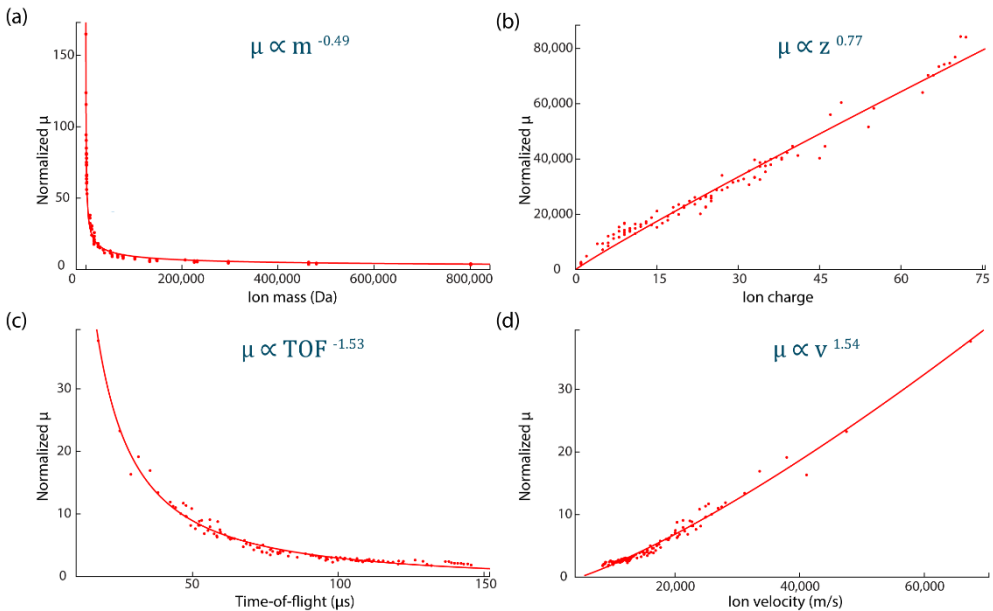 (a)
μ ∝ m -0.49
Normalized μ
150
100
50
0
0
200,000
400,000
600,000
800,000
Ion mass (Da)
(b)
μ ∝ z 0.77
Normalized μ
80,000
60,000
40,000
20,000
0
0
15
30
45
60
75
Ion charge
(c)
μ ∝ TOF -1.53
Normalized μ
30
20
10
0
50
100
150
Time-of-flight (μs)
(d)
μ ∝ v 1.54
Normalized μ
30
20
10
0
20,000
40,000
60,000
Ion velocity (m/s)